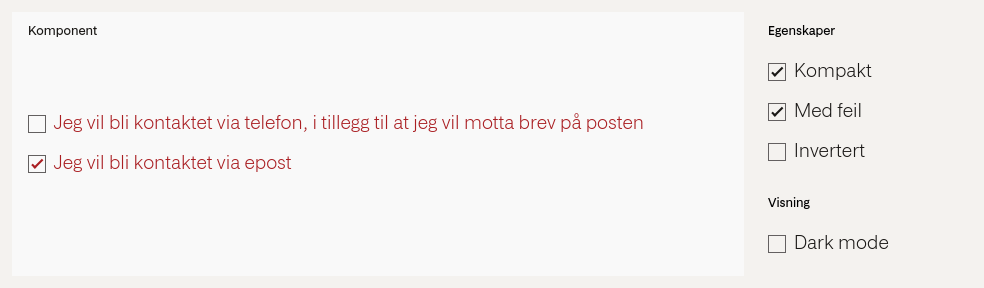 Komponent
Jeg vil bli kontaktet via telefon, i tillegg til at jeg vil motta brev på posten
Jeg vil bli kontaktet via epost
Egenskaper
Kompakt
Med feil
Invertert
Visning
Dark mode